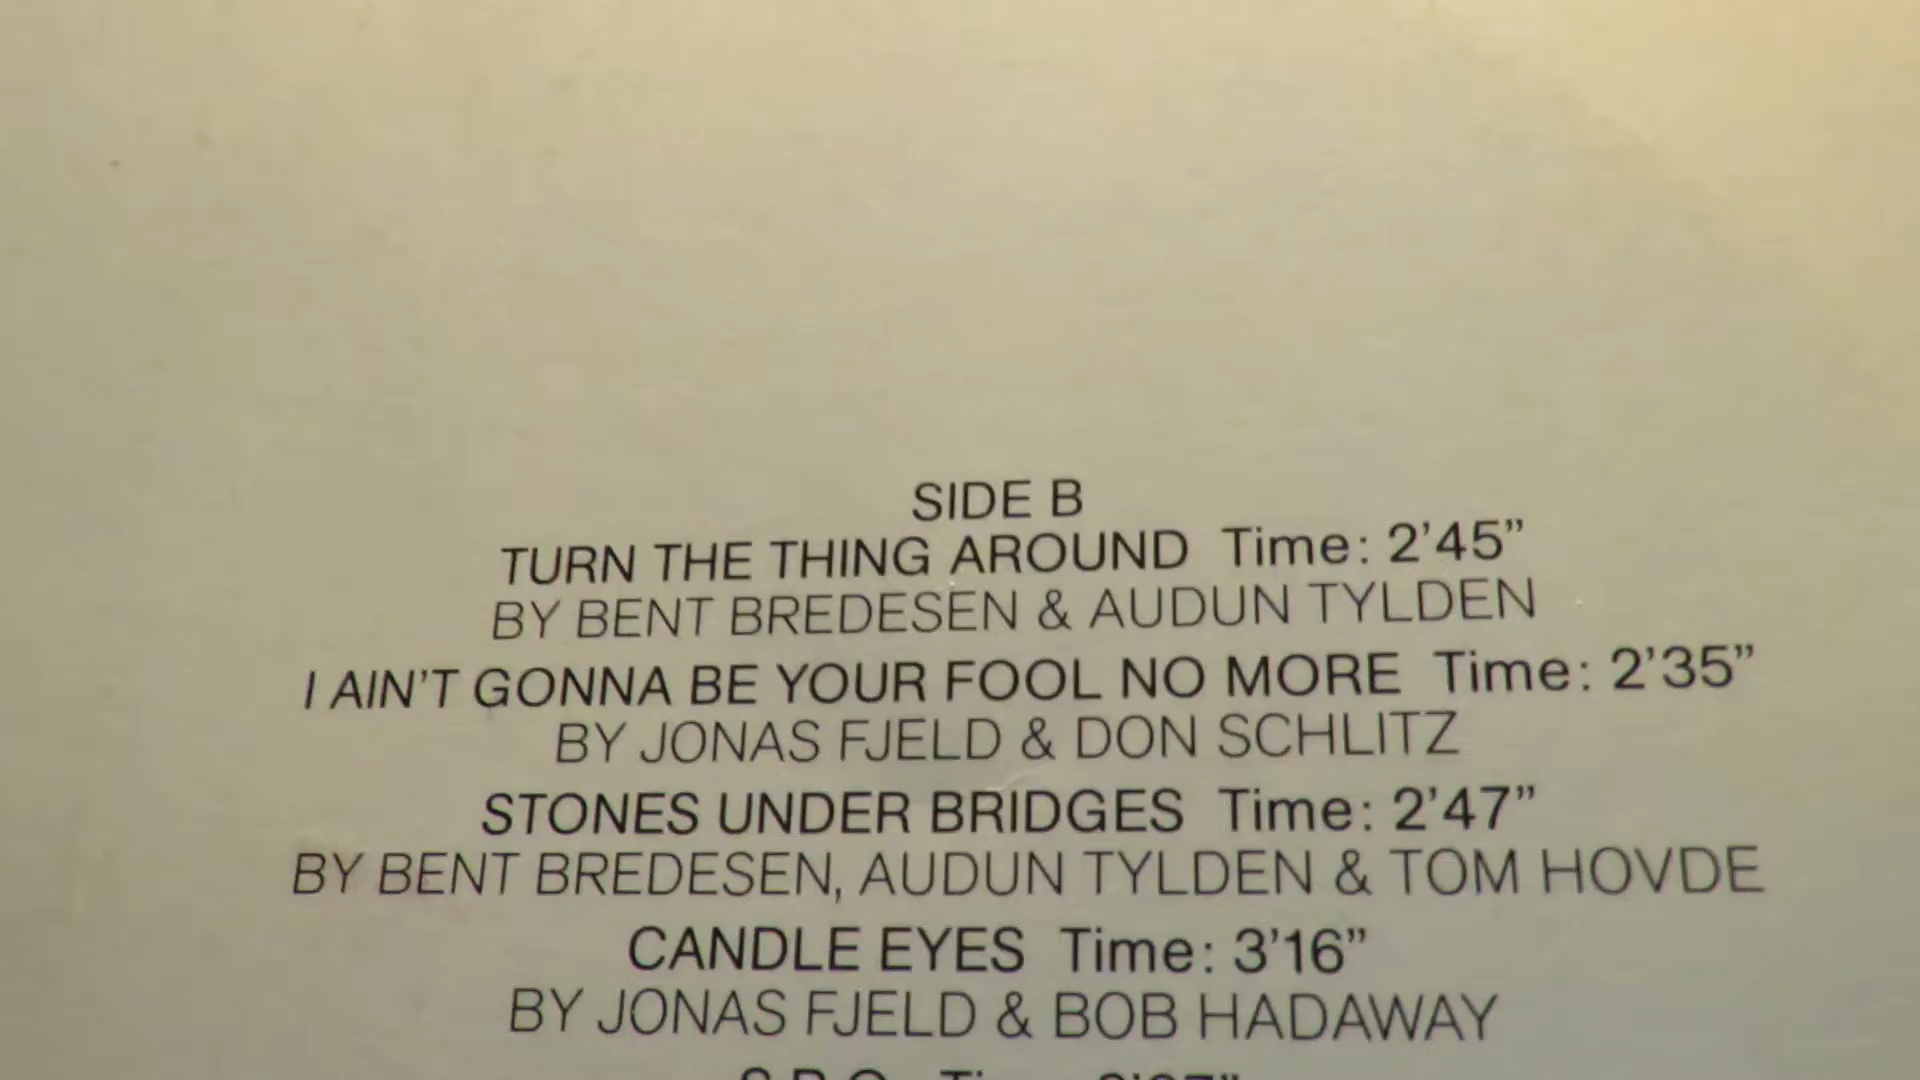 SIDE B
TURN THE THING AROUND Time: 2'45”
BY BENT BREDESEN & AUDUN TYLDEN
I AIN'T GONNA BE YOUR FOOL NO MORE Time: 2'35”
BY JONAS FJELD & DON SCHLITZ
STONES UNDER BRIDGES Time: 2'47”
BY BENT BREDESEN, AUDUN TYLDEN & TOM HOVDE
CANDLE EYES Time: 3'16”
BY JONAS FJELD & BOB HADAWAY